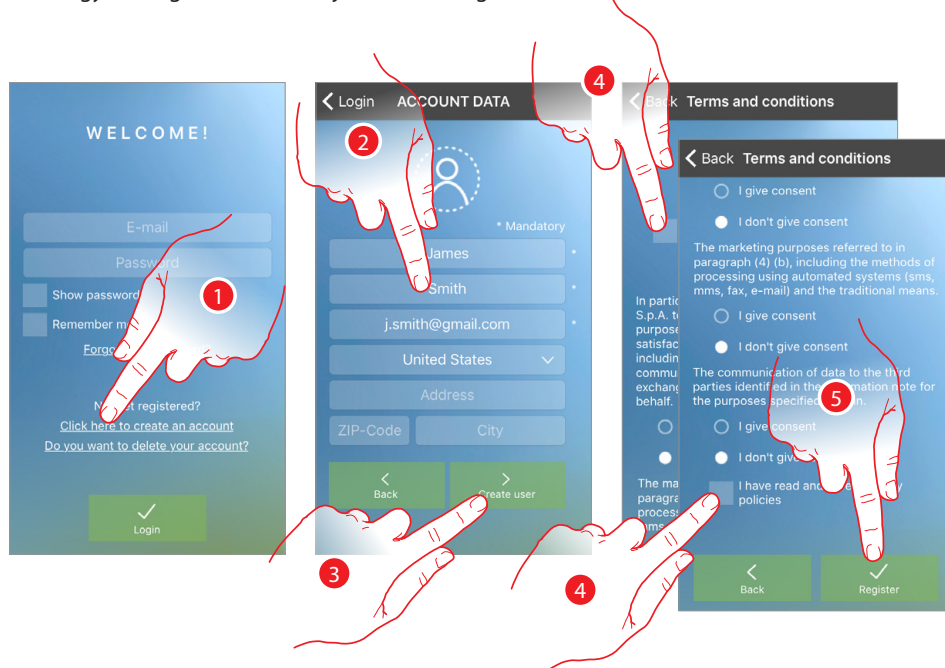 WELCOME!
E-mail
Password
Show password
Remember m
Forgo
registered?
Click here to create an account
Do you want to delete your account?
Login
1
Login ACCOUNT DATA
2
* Mandatory
James *
Smith *
j.smith@gmail.com *
United States
Address
ZIP-Code City
Back Create user
3
4
Back Terms and conditions
In partic
S.p.A. t
purpose
satisfac
includin
commu
exchang
behalf.
The ma
paragra
process
mms
4
Back Terms and conditions
I give consent
I don't give consent
The marketing purposes referred to in
paragraph (4) (b), including the methods of
processing using automated systems (sms,
mms, fax, e-mail) and the traditional means.
I give consent
I don't give consent
The communication of data to the third
parties identified in the information note for
the purposes specified
I give consent
I don't giv
I have read and
policies
5
Back Register